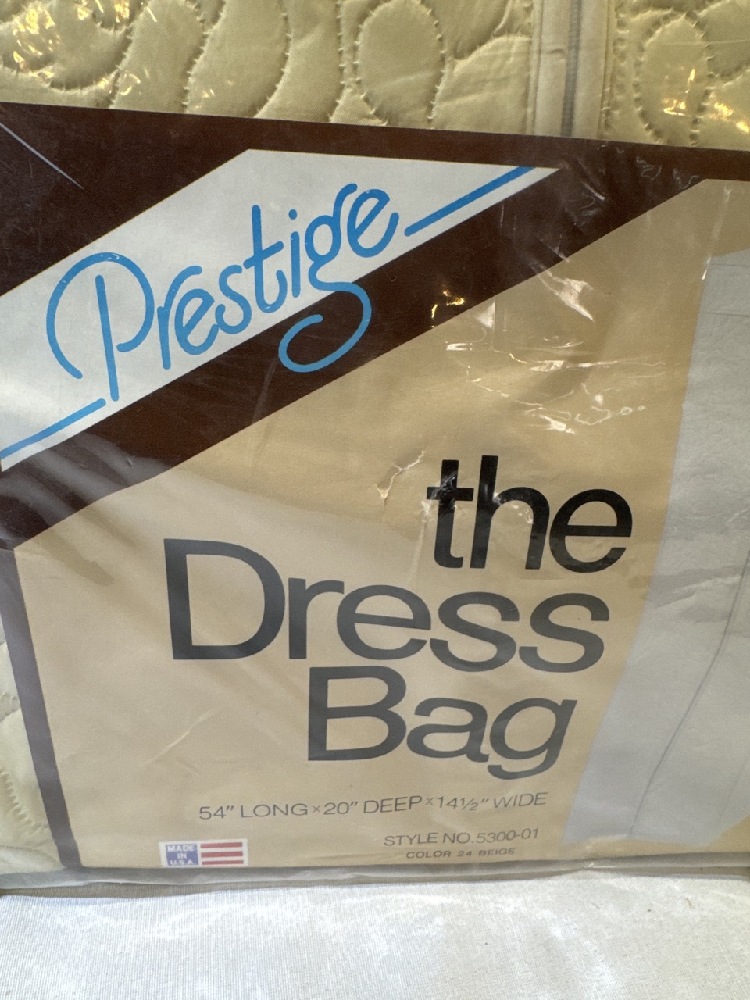 Prestige
the
Dress
Bag
54" LONG x 20" DEEP x 14½" WIDE
STYLE NO. 5300-01
COLOR 24 BEIGE
MADE
IN
U.S.A.